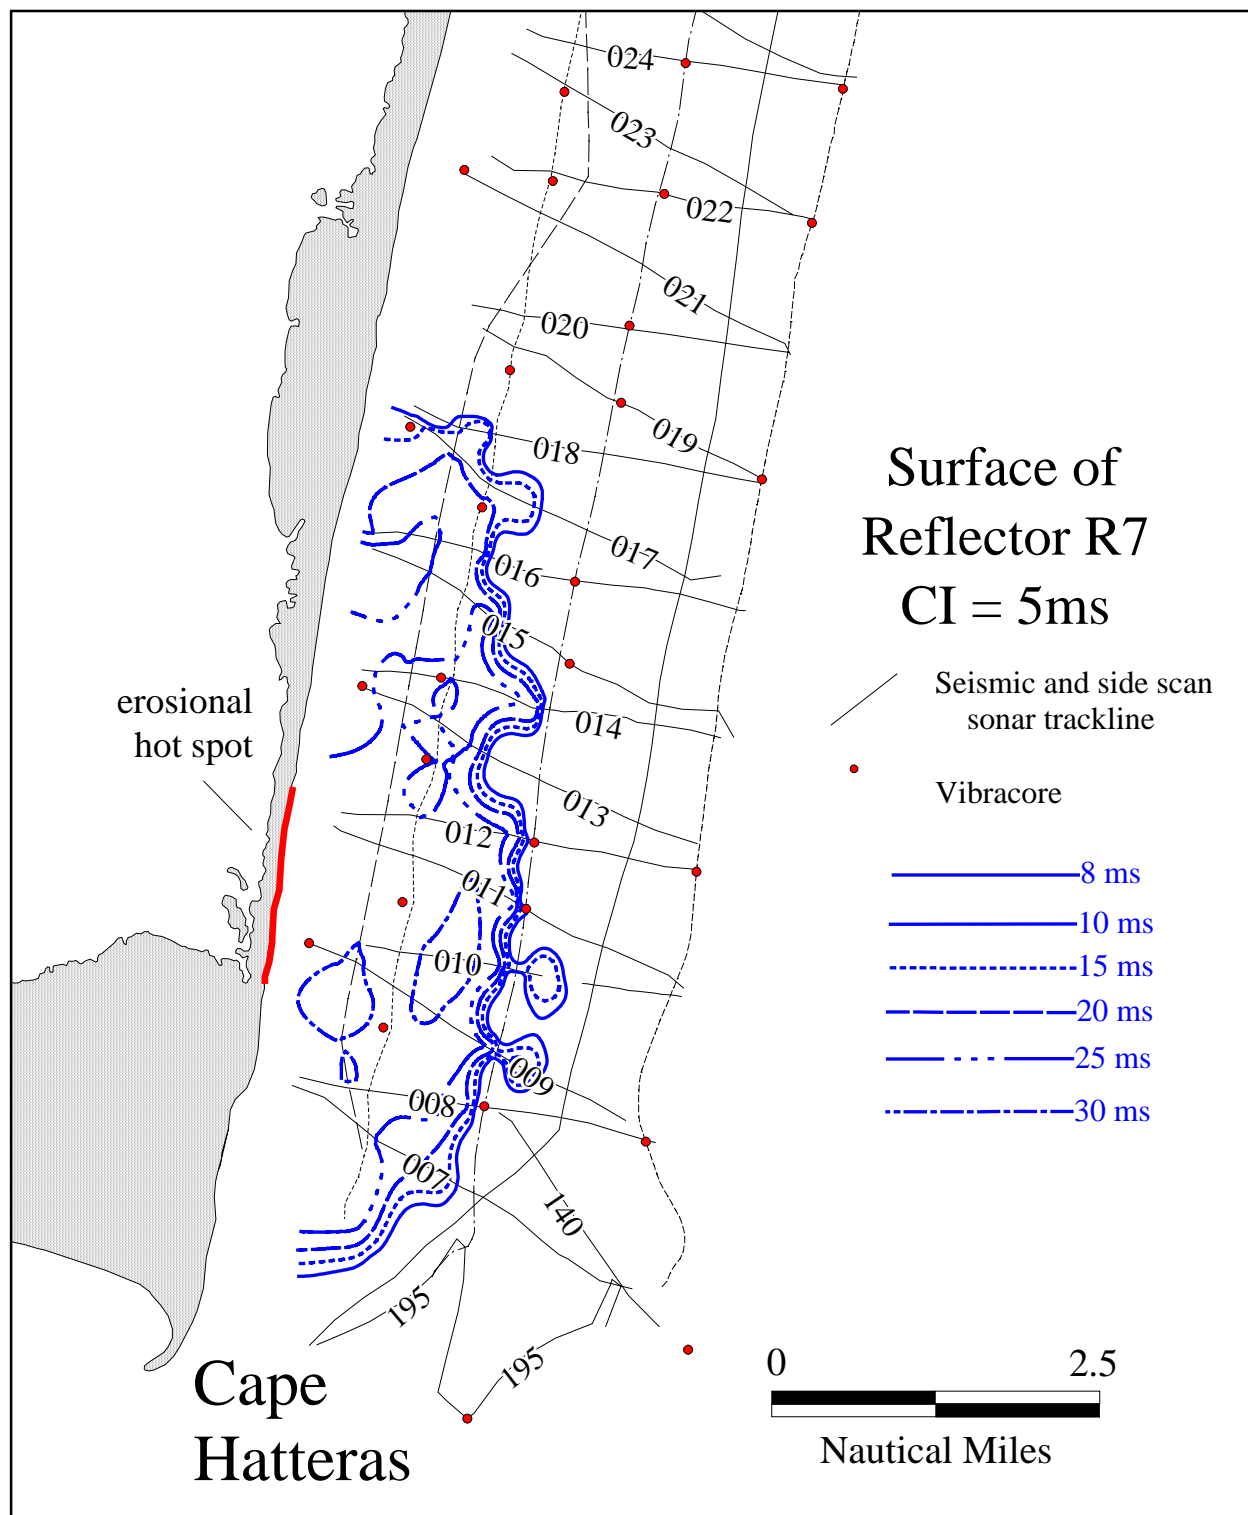 024
023
022
021
020
019
018
017
016
015
014
013
012
011
010
009
008
007
140
195
195
Surface of
Reflector R7
CI = 5ms
Seismic and side scan
sonar trackline
Vibracore
8 ms
10 ms
15 ms
20 ms
25 ms
30 ms
erosional
hot spot
Cape
Hatteras
0 2.5
Nautical Miles